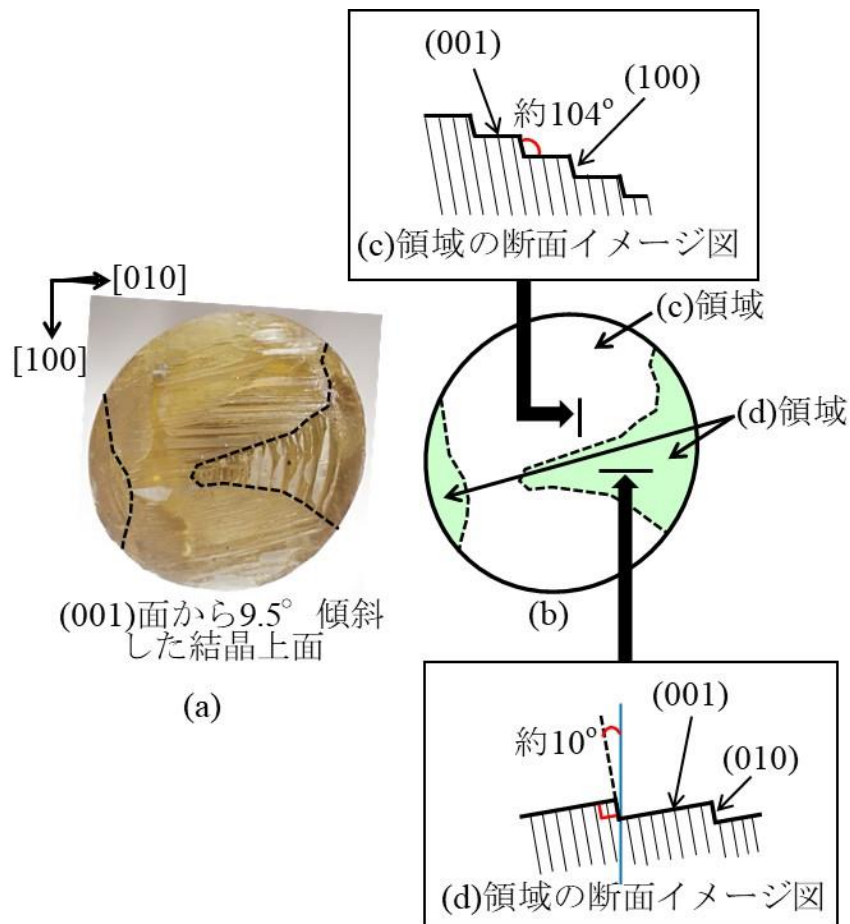 (001)
(100)
約104°
(c)領域の断面イメージ図
[010]
[100]
(c)領域
(d)領域
(001)面から9.5° 傾斜
した結晶上面
(a)
(b)
(001)
約10°
(010)
(d)領域の断面イメージ図